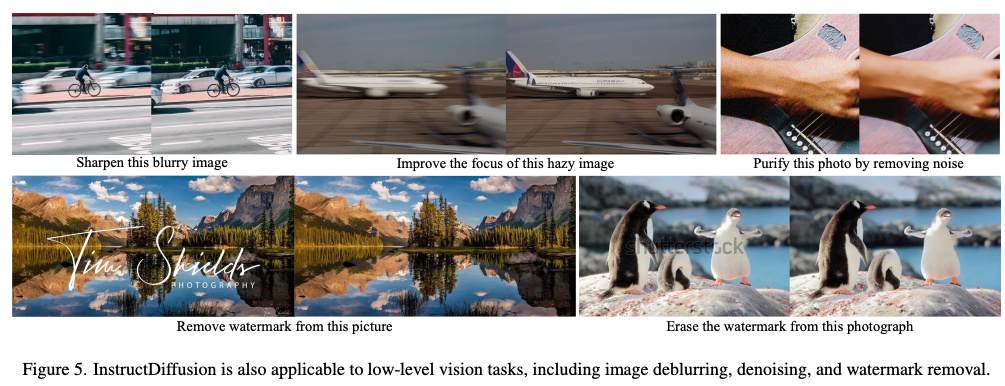 Sharpen this blurry image
Improve the focus of this hazy image
Purify this photo by removing noise
Tim Shields
PHOTOGRAPHY
shutterstock
Remove watermark from this picture
Erase the watermark from this photograph
Figure 5. InstructDiffusion is also applicable to low-level vision tasks, including image deblurring, denoising, and watermark removal.